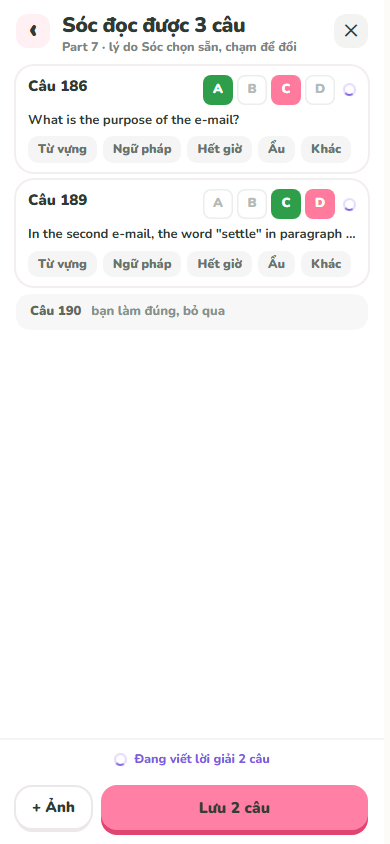 Sóc đọc được 3 câu
Part 7 · lý do Sóc chọn sẵn, chạm để đổi
Câu 186 A B C D
What is the purpose of the e-mail?
Từ vựng Ngữ pháp Hết giờ Ẩu Khác
Câu 189 A B C D
In the second e-mail, the word "settle" in paragraph ...
Từ vựng Ngữ pháp Hết giờ Ẩu Khác
Câu 190 bạn làm đúng, bỏ qua
Đang viết lời giải 2 câu
+ Ảnh Lưu 2 câu